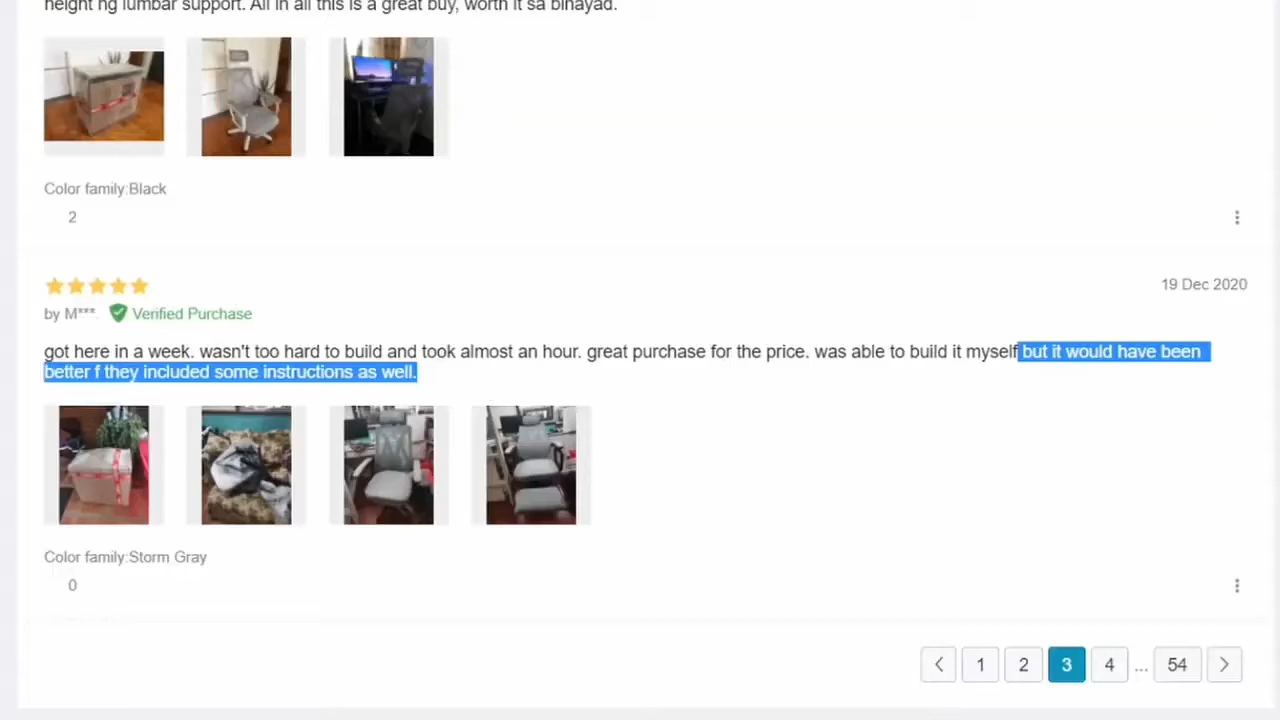 height ng lumbar support. All in all this is a great buy, worth it sa binayad.
Color family:Black
2
19 Dec 2020
by M***. Verified Purchase
got here in a week. wasn't too hard to build and took almost an hour. great purchase for the price. was able to build it myself but it would have been
better f they included some instructions as well.
Color family:Storm Gray
0
1 2 3 4 ... 54